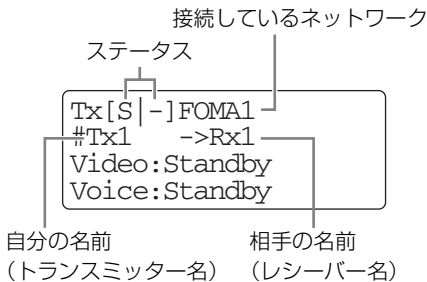 接続しているネットワーク
ステータス
Tx[S|-]FOMA1
#Tx1 ->Rx1
Video:Standby
Voice:Standby
自分の名前
(トランスミッター名)
相手の名前
(レシーバー名)